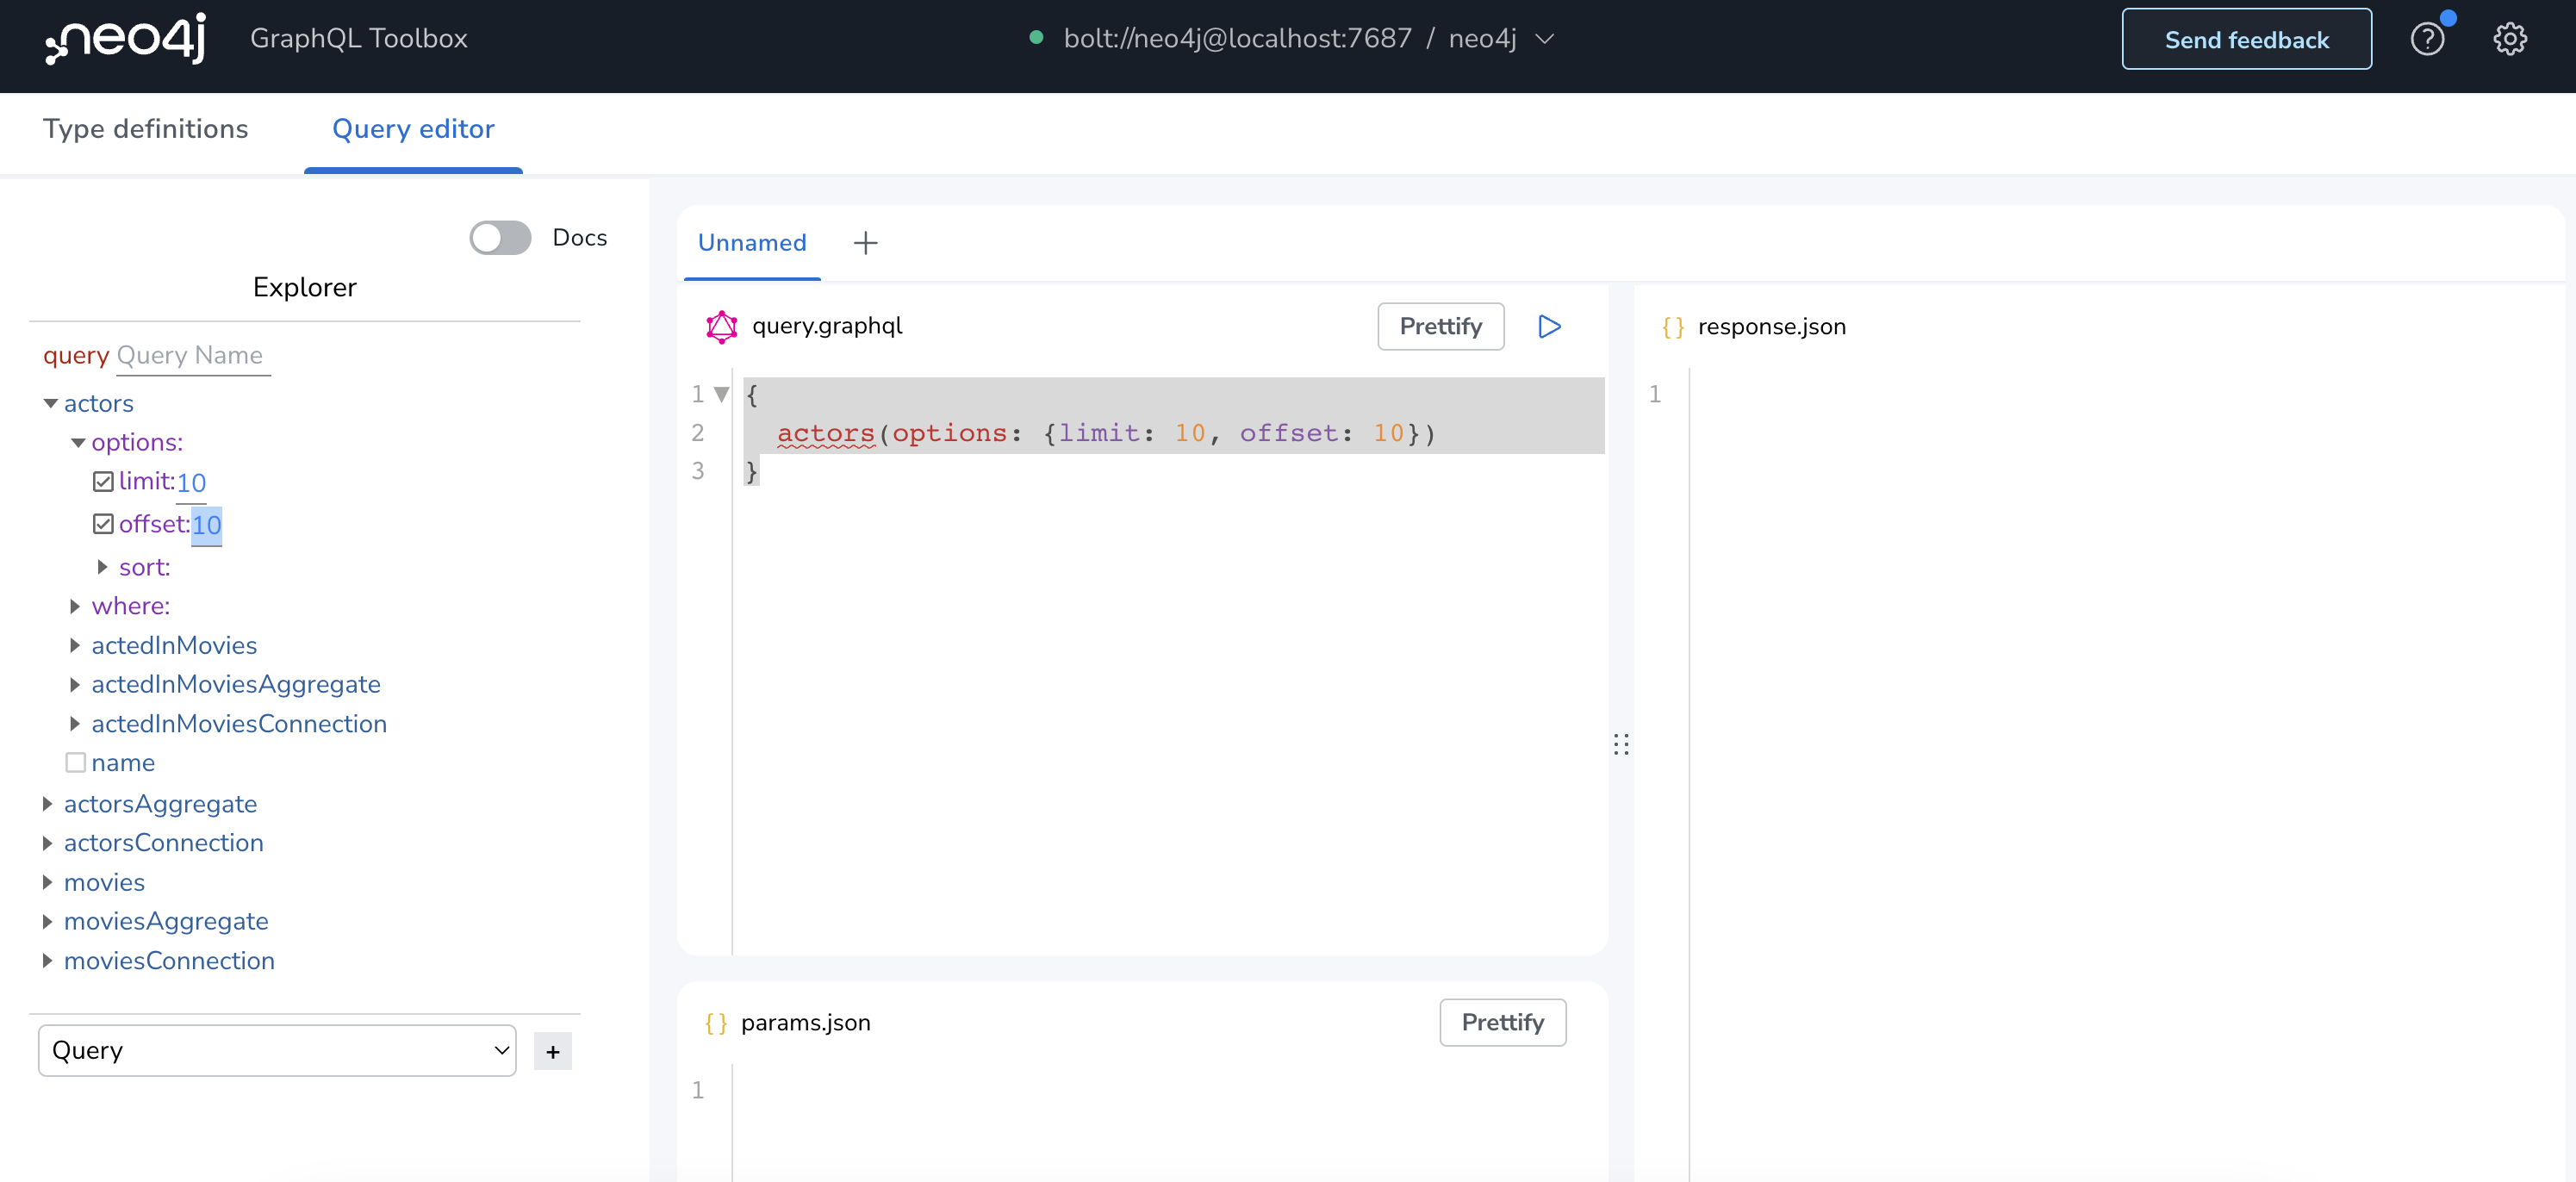 neo4j GraphQL Toolbox bolt://neo4j@localhost:7687 / neo4j Send feedback ?
Type definitions Query editor
Docs
Explorer
query Query Name
actors
options:
limit: 10
offset: 10
sort:
where:
actedInMovies
actedInMoviesAggregate
actedInMoviesConnection
name
actorsAggregate
actorsConnection
movies
moviesAggregate
moviesConnection
Query +
Unnamed +
query.graphql Prettify
1 {
2 actors(options: {limit: 10, offset: 10})
3 }
{} params.json Prettify
1
{} response.json
1